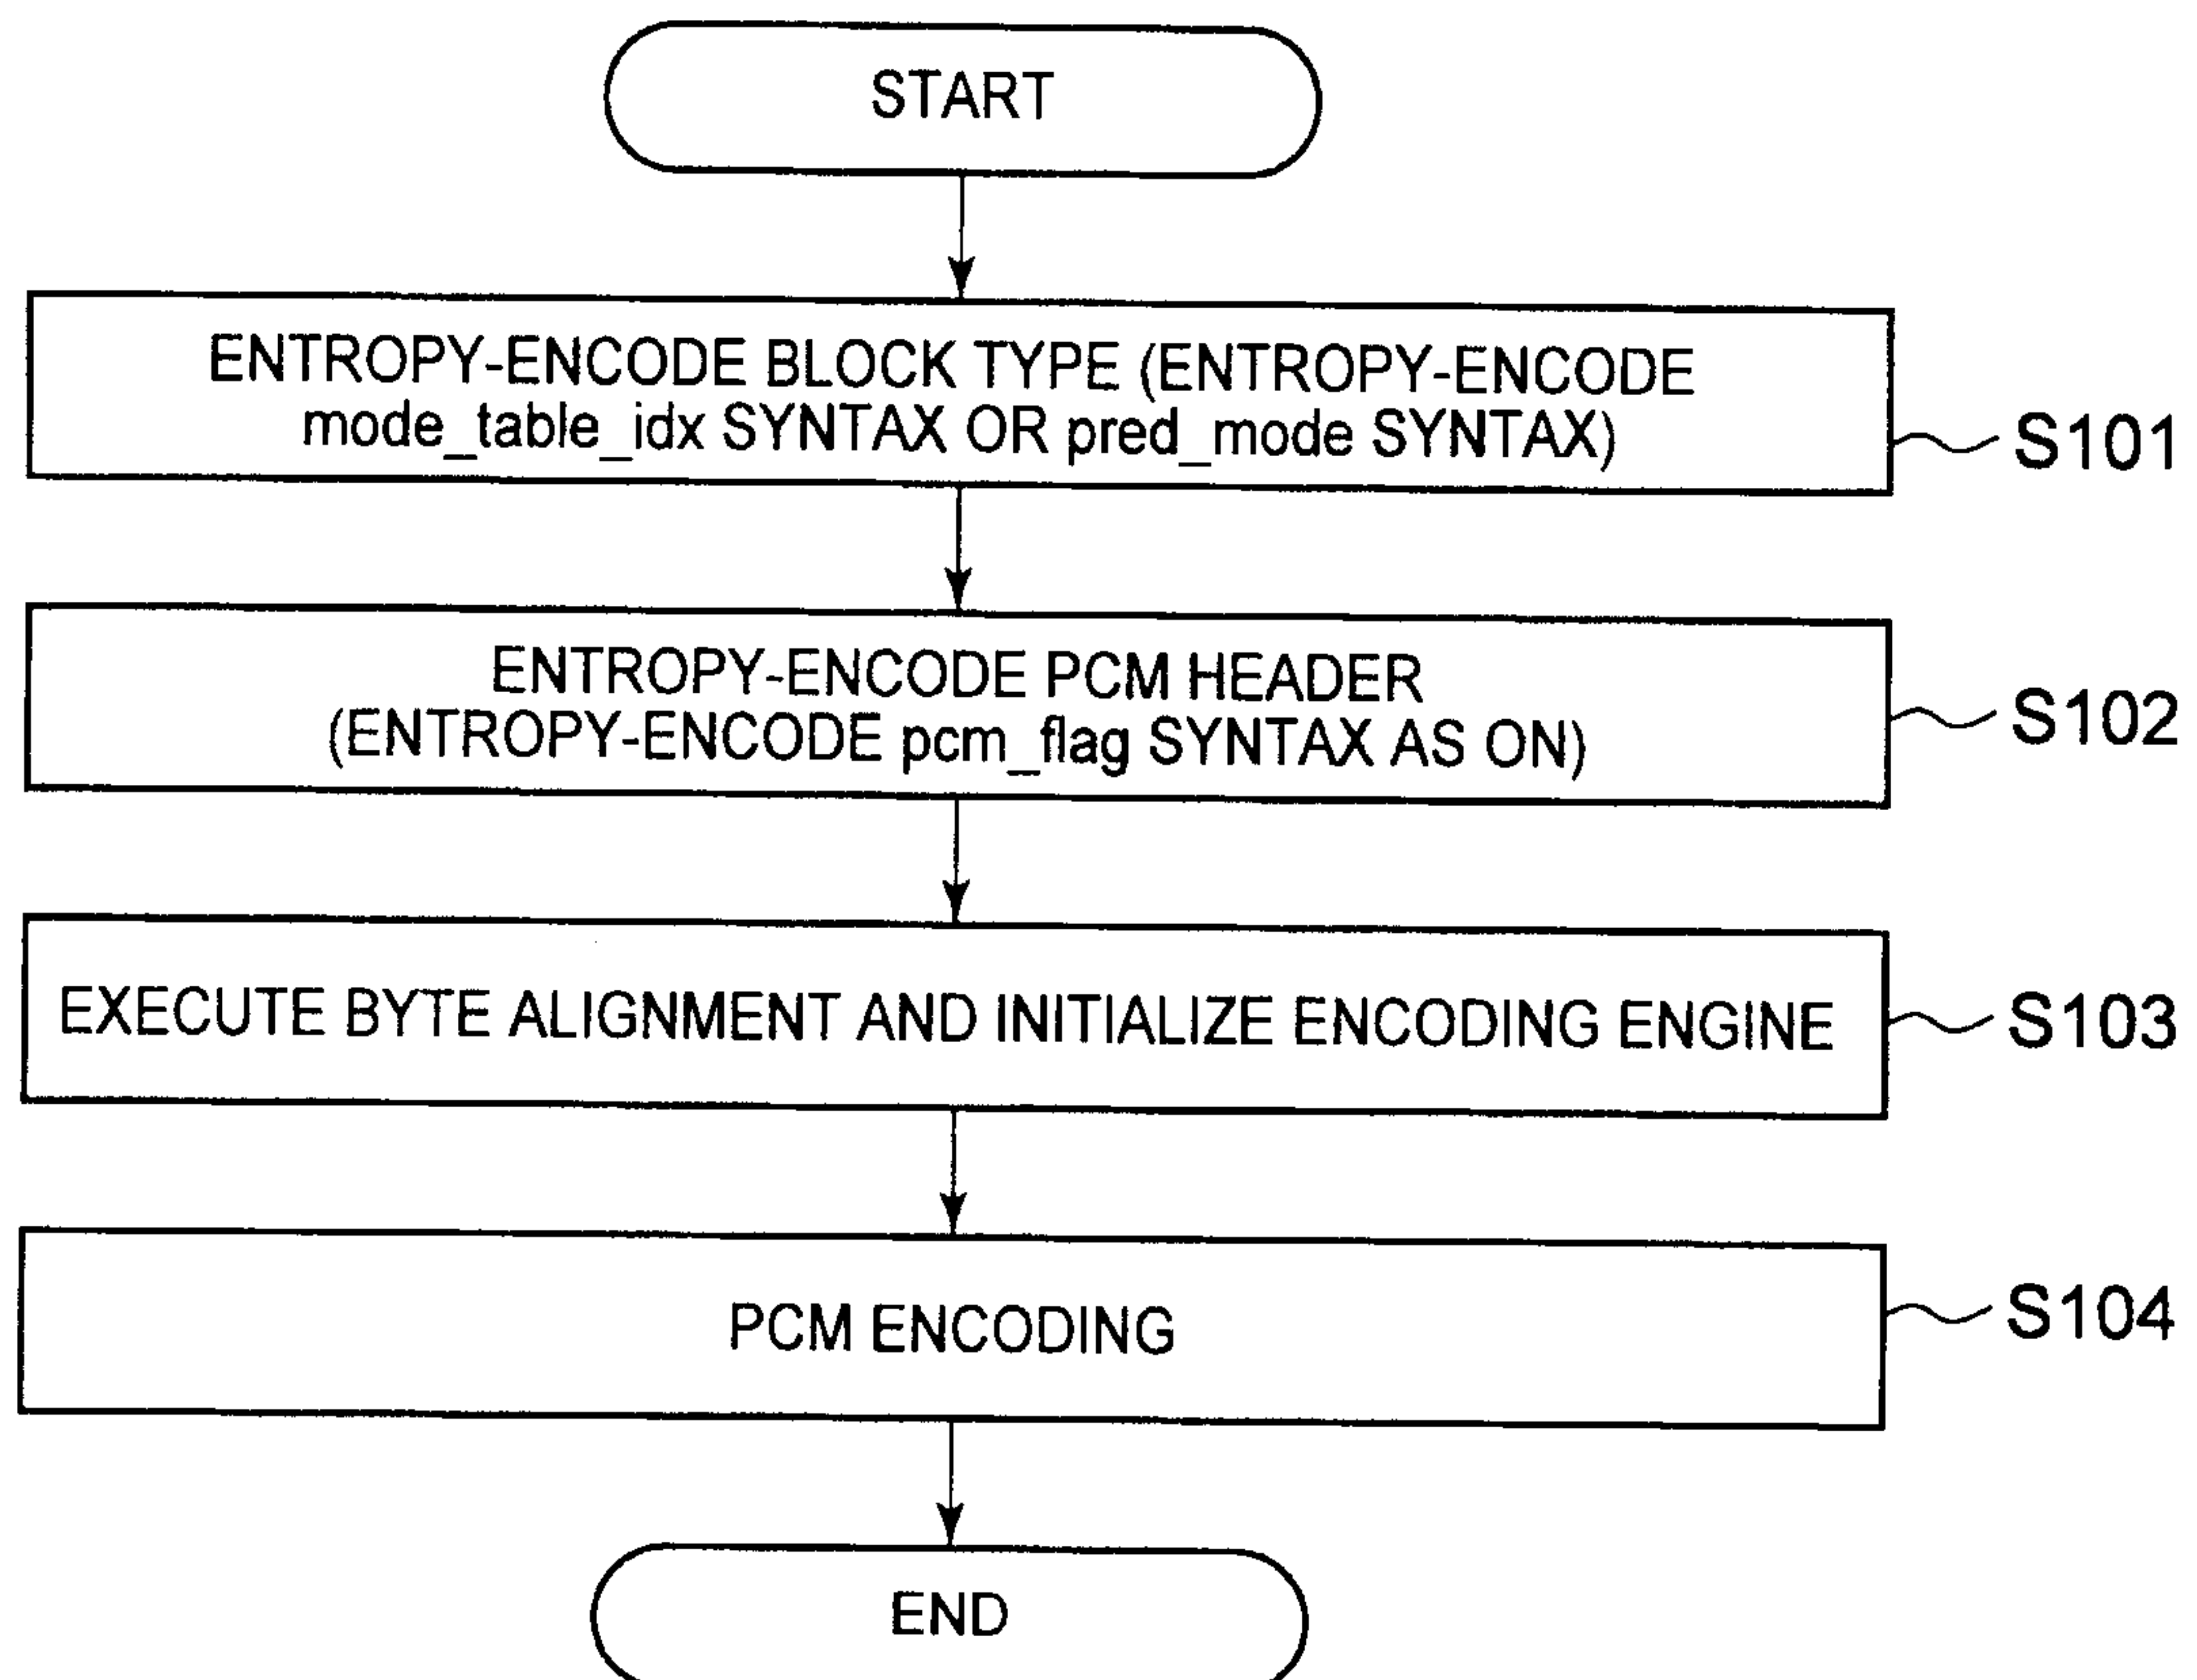 START
ENTROPY-ENCODE BLOCK TYPE (ENTROPY-ENCODE
mode_table_idx SYNTAX OR pred_mode SYNTAX)
S101
ENTROPY-ENCODE PCM HEADER
(ENTROPY-ENCODE pcm_flag SYNTAX AS ON)
S102
EXECUTE BYTE ALIGNMENT AND INITIALIZE ENCODING ENGINE
S103
PCM ENCODING
S104
END